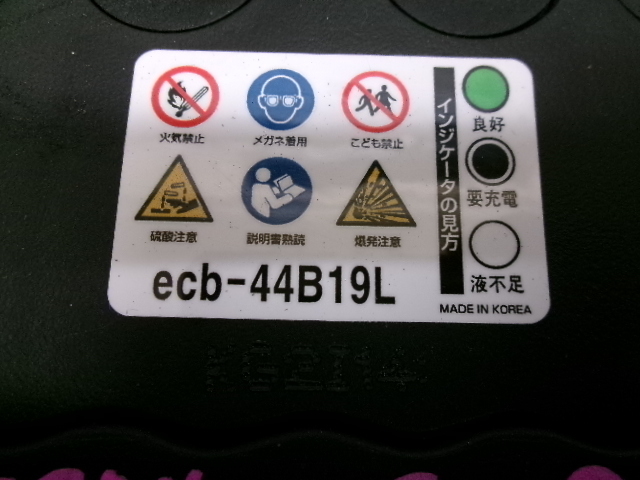 火気禁止
メガネ着用
こども禁止
硫酸注意
説明書熟読
爆発注意
ecb-44B19L
インジケータの見方
良好
要充電
液不足
MADE IN KOREA